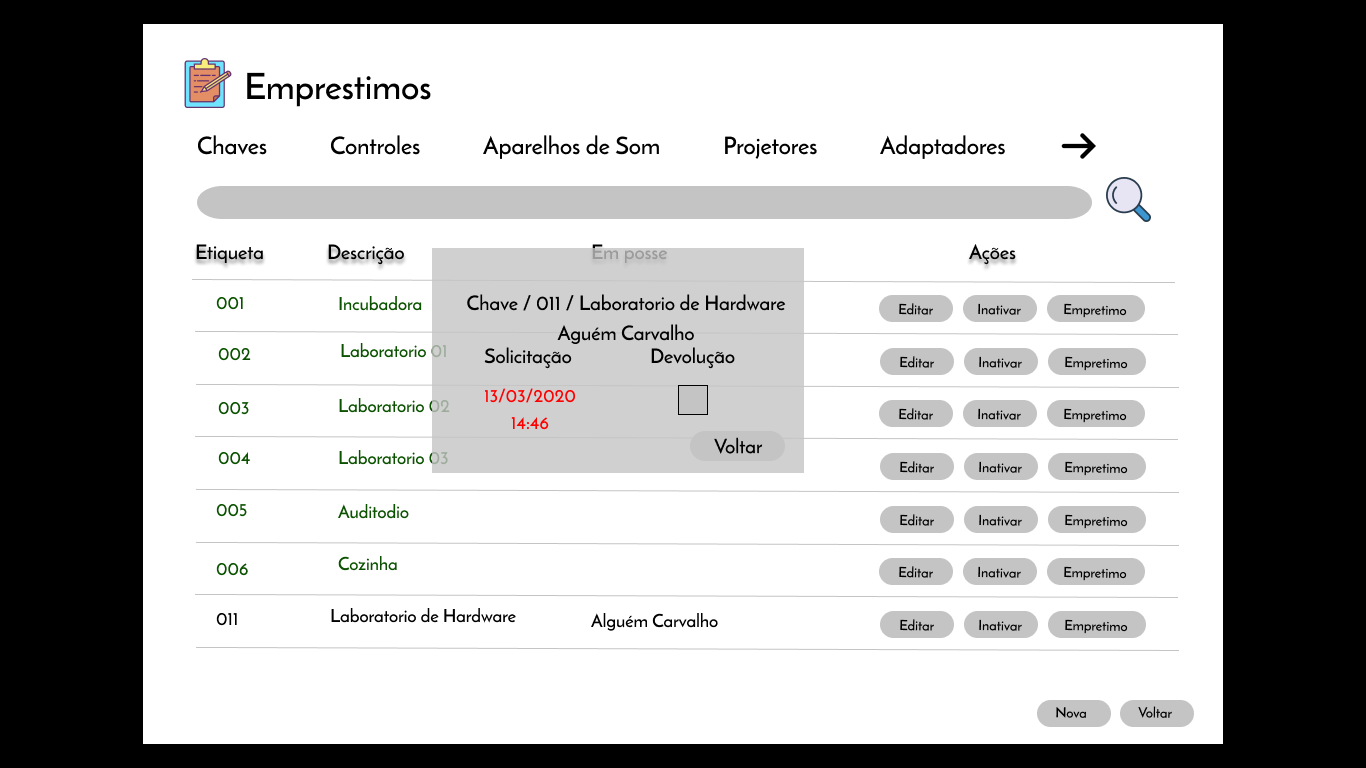 Emprestimos
Chaves Controles Aparelhos de Som Projetores Adaptadores
Etiqueta Descrição Em posse Ações
001 Incubadora Editar Inativar Empretimo
002 Laboratorio 01 Editar Inativar Empretimo
003 Laboratorio 02 Editar Inativar Empretimo
004 Laboratorio 03 Editar Inativar Empretimo
005 Auditodio Editar Inativar Empretimo
006 Cozinha Editar Inativar Empretimo
011 Laboratorio de Hardware Alguém Carvalho Editar Inativar Empretimo
Chave / 011 / Laboratorio de Hardware
Aguém Carvalho
Solicitação Devolução
13/03/2020
14:46
Voltar
Nova Voltar